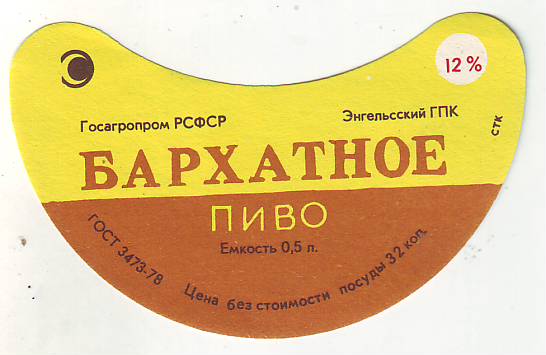 12 %
Госагропром РСФСР
Энгельсский ГПК
стк
БАРХАТНОЕ
ПИВО
Емкость 0,5 л.
ГОСТ 3473-78
Цена без стоимости посуды 32 коп.